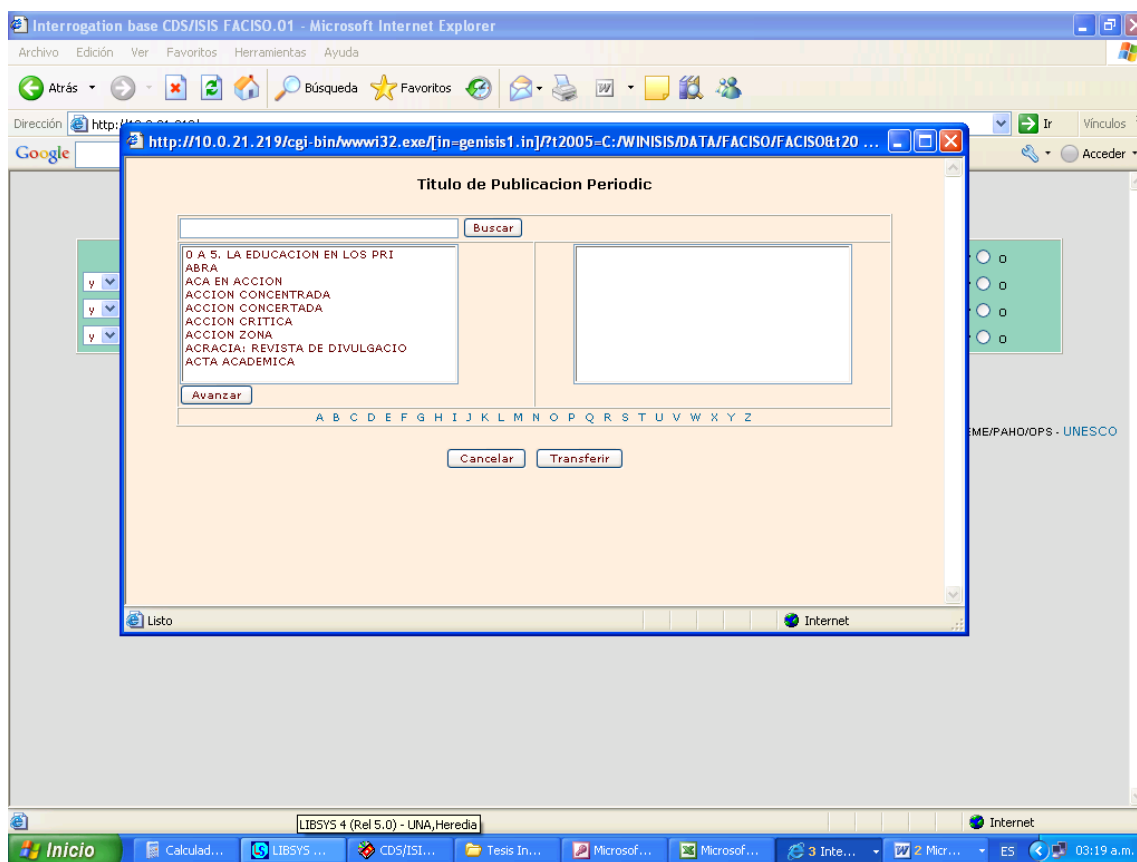 Interrogation base CDS/ISIS FACISO.01 - Microsoft Internet Explorer
Archivo Edición Ver Favoritos Herramientas Ayuda
Atrás Búsqueda Favoritos
Dirección http:/ Ir Vínculos
Google Acceder
http://10.0.21.219/cgi-bin/wwwi32.exe/[in=genisis1.in]/?t2005=C:/WINISIS/DATA/FACISO/FACISO&t20 ...
Titulo de Publicacion Periodic
Buscar
0 A 5. LA EDUCACION EN LOS PRI
ABRA
ACA EN ACCION
ACCION CONCENTRADA
ACCION CONCERTADA
ACCION CRITICA
ACCION ZONA
ACRACIA: REVISTA DE DIVULGACIO
ACTA ACADEMICA
Avanzar
A B C D E F G H I J K L M N O P Q R S T U V W X Y Z
Cancelar Transferir
y o
y o
y o
o
EME/PAHO/OPS - UNESCO
Listo Internet
Internet
LIBSYS 4 (Rel 5.0) - UNA,Heredia
Inicio Calculad... LIBSYS ... CDS/ISI... Tesis In... Microsof... Microsof... 3 Inte... 2 Micr... ES 03:19 a.m.